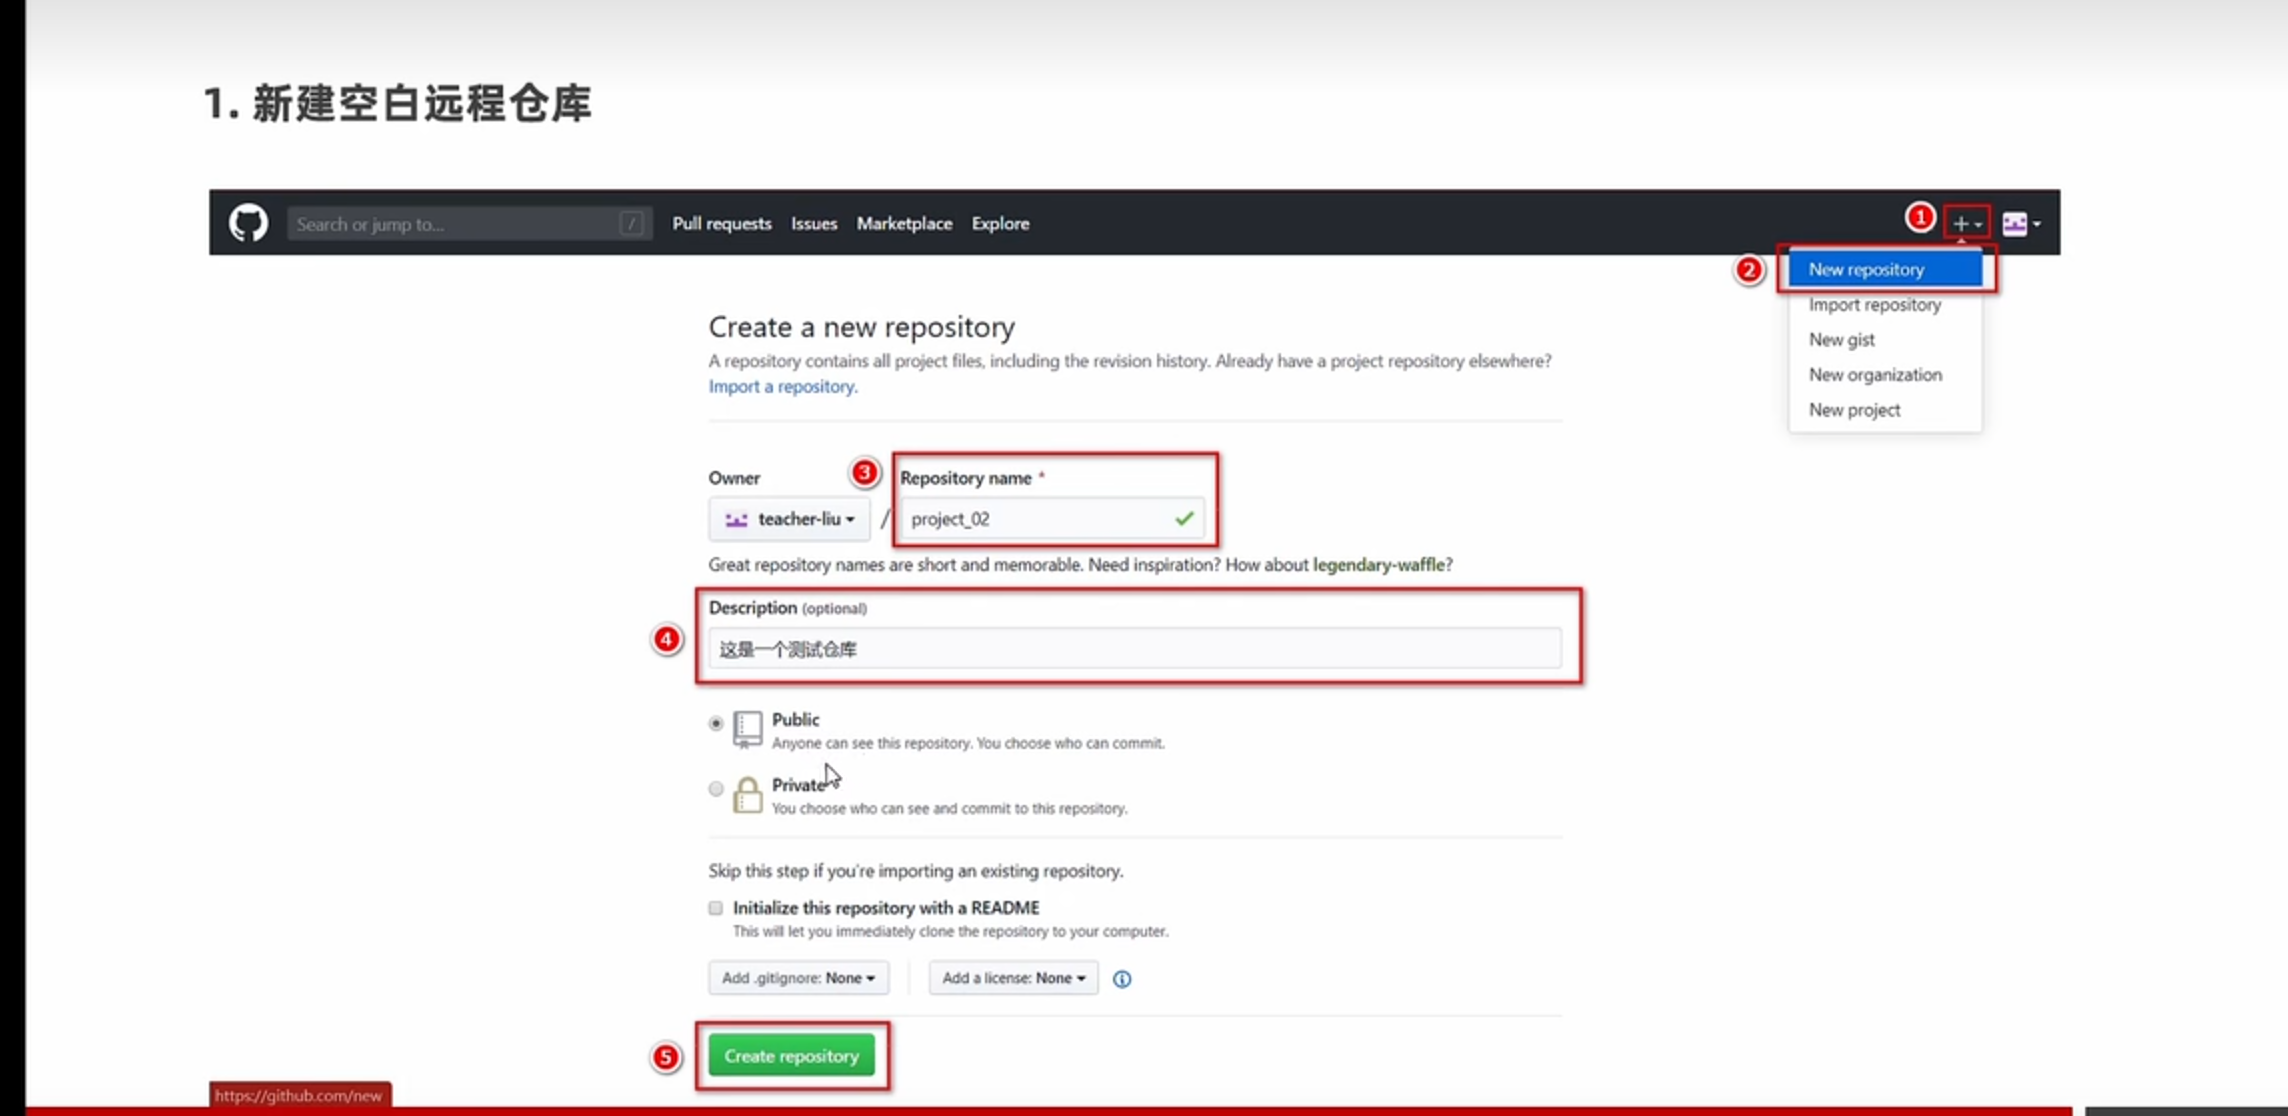 1. 新建空白远程仓库
Search or jump to... /
Pull requests Issues Marketplace Explore
1
+
2
New repository
Import repository
New gist
New organization
New project
Create a new repository
A repository contains all project files, including the revision history. Already have a project repository elsewhere?
Import a repository.
Owner
3
Repository name *
teacher-liu / project_02
Great repository names are short and memorable. Need inspiration? How about legendary-waffle?
Description (optional)
4
这是一个测试仓库
Public
Anyone can see this repository. You choose who can commit.
Private
You choose who can see and commit to this repository.
Skip this step if you're importing an existing repository.
Initialize this repository with a README
This will let you immediately clone the repository to your computer.
Add .gitignore: None Add a license: None
5
Create repository
https://github.com/new